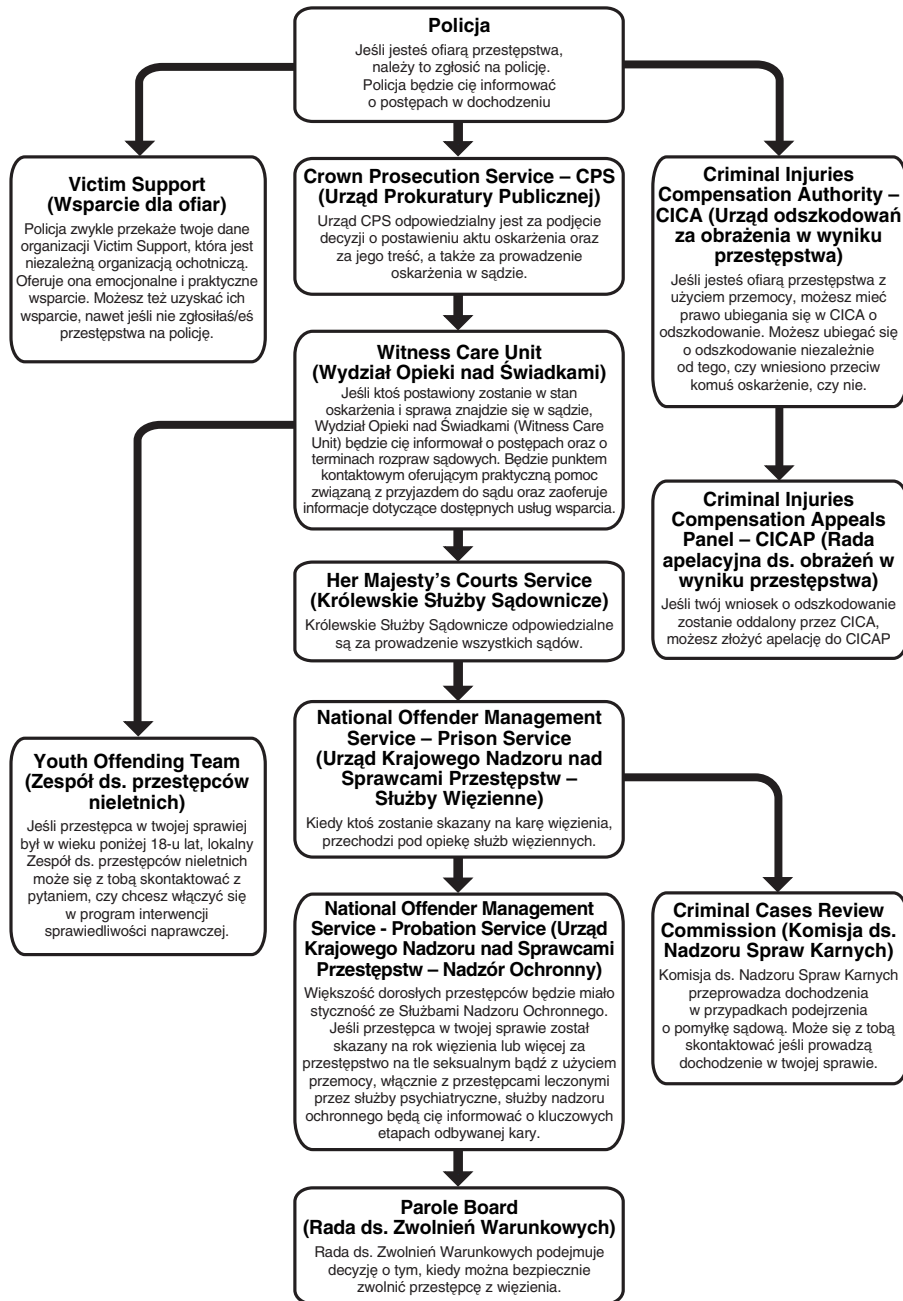 Policja
Jeśli jesteś ofiarą przestępstwa,
należy to zgłosić na policję.
Policja będzie cię informować
o postępach w dochodzeniu
Victim Support
(Wsparcie dla ofiar)
Policja zwykle przekaże twoje dane
organizacji Victim Support, która jest
niezależną organizacją ochotniczą.
Oferuje ona emocjonalne i praktyczne
wsparcie. Możesz też uzyskać ich
wsparcie, nawet jeśli nie zgłosiłaś/eś
przestępstwa na policję.
Crown Prosecution Service – CPS
(Urząd Prokuratury Publicznej)
Urząd CPS odpowiedzialny jest za podjęcie
decyzji o postawieniu aktu oskarżenia oraz
za jego treść, a także za prowadzenie
oskarżenia w sądzie.
Criminal Injuries
Compensation Authority –
CICA (Urząd odszkodowań
za obrażenia w wyniku
przestępstwa)
Jeśli jesteś ofiarą przestępstwa z
użyciem przemocy, możesz mieć
prawo ubiegania się w CICA o
odszkodowanie. Możesz ubiegać się
o odszkodowanie niezależnie
od tego, czy wniesiono przeciw
komuś oskarżenie, czy nie.
Witness Care Unit
(Wydział Opieki nad Świadkami)
Jeśli ktoś postawiony zostanie w stan
oskarżenia i sprawa znajdzie się w sądzie,
Wydział Opieki nad Świadkami (Witness Care
Unit) będzie cię informował o postępach oraz o
terminach rozpraw sądowych. Będzie punktem
kontaktowym oferującym praktyczną pomoc
związaną z przyjazdem do sądu oraz zaoferuje
informacje dotyczące dostępnych usług wsparcia.
Criminal Injuries
Compensation Appeals
Panel – CICAP (Rada
apelacyjna ds. obrażeń w
wyniku przestępstwa)
Jeśli twój wniosek o odszkodowanie
zostanie oddalony przez CICA,
możesz złożyć apelację do CICAP
Her Majesty's Courts Service
(Królewskie Służby Sądownicze)
Królewskie Służby Sądownicze odpowiedzialne
są za prowadzenie wszystkich sądów.
National Offender Management
Service – Prison Service
(Urząd Krajowego Nadzoru nad
Sprawcami Przestępstw –
Służby Więzienne)
Kiedy ktoś zostanie skazany na karę więzienia,
przechodzi pod opiekę służb więziennych.
Youth Offending Team
(Zespół ds. przestępców
nieletnich)
Jeśli przestępca w twojej sprawiej
był w wieku poniżej 18-u lat, lokalny
Zespół ds. przestępców nieletnich
może się z tobą skontaktować z
pytaniem, czy chcesz włączyć się
w program interwencji
sprawiedliwości naprawczej.
National Offender Management
Service - Probation Service (Urząd
Krajowego Nadzoru nad Sprawcami
Przestępstw – Nadzór Ochronny)
Większość dorosłych przestępców będzie miało
styczność ze Służbami Nadzoru Ochronnego.
Jeśli przestępca w twojej sprawie został
skazany na rok więzienia lub więcej za
przestępstwo na tle seksualnym bądź z użyciem
przemocy, włącznie z przestępcami leczonymi
przez służby psychiatryczne, służby nadzoru
ochronnego będą cię informować o kluczowych
etapach odbywanej kary.
Criminal Cases Review
Commission (Komisja ds.
Nadzoru Spraw Karnych)
Komisja ds. Nadzoru Spraw Karnych
przeprowadza dochodzenia
w przypadkach podejrzenia
o pomyłkę sądową. Może się z tobą
skontaktować jeśli prowadzą
dochodzenie w twojej sprawie.
Parole Board
(Rada ds. Zwolnień Warunkowych)
Rada ds. Zwolnień Warunkowych podejmuje
decyzję o tym, kiedy można bezpiecznie
zwolnić przestępcę z więzienia.